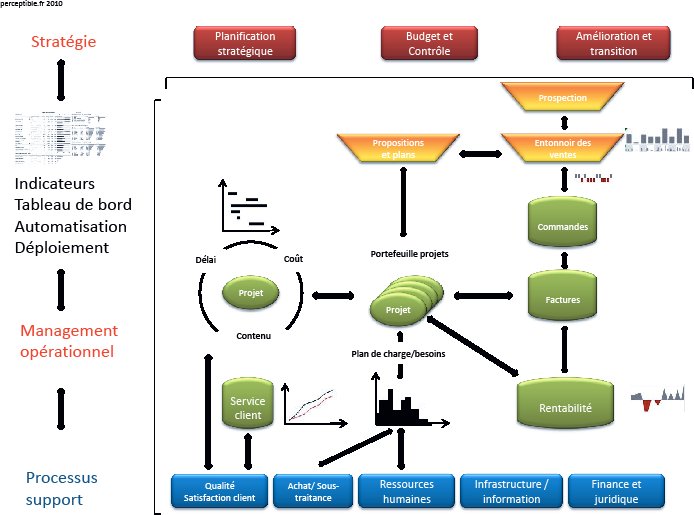 perceptible.fr 2010
Stratégie
Planification
stratégique
Budget et
Contrôle
Amélioration et
transition
Prospection
Propositions
et plans
Entonnoir des
ventes
Indicateurs
Tableau de bord
Automatisation
Déploiement
Commandes
Délai
Coût
Portefeuille projets
Projet
Projet
Factures
Contenu
Management
opérationnel
Plan de charge/besoins
Service
client
Rentabilité
Processus
support
Qualité
Satisfaction client
Achat/ Sous-
traitance
Ressources
humaines
Infrastructure /
information
Finance et
juridique